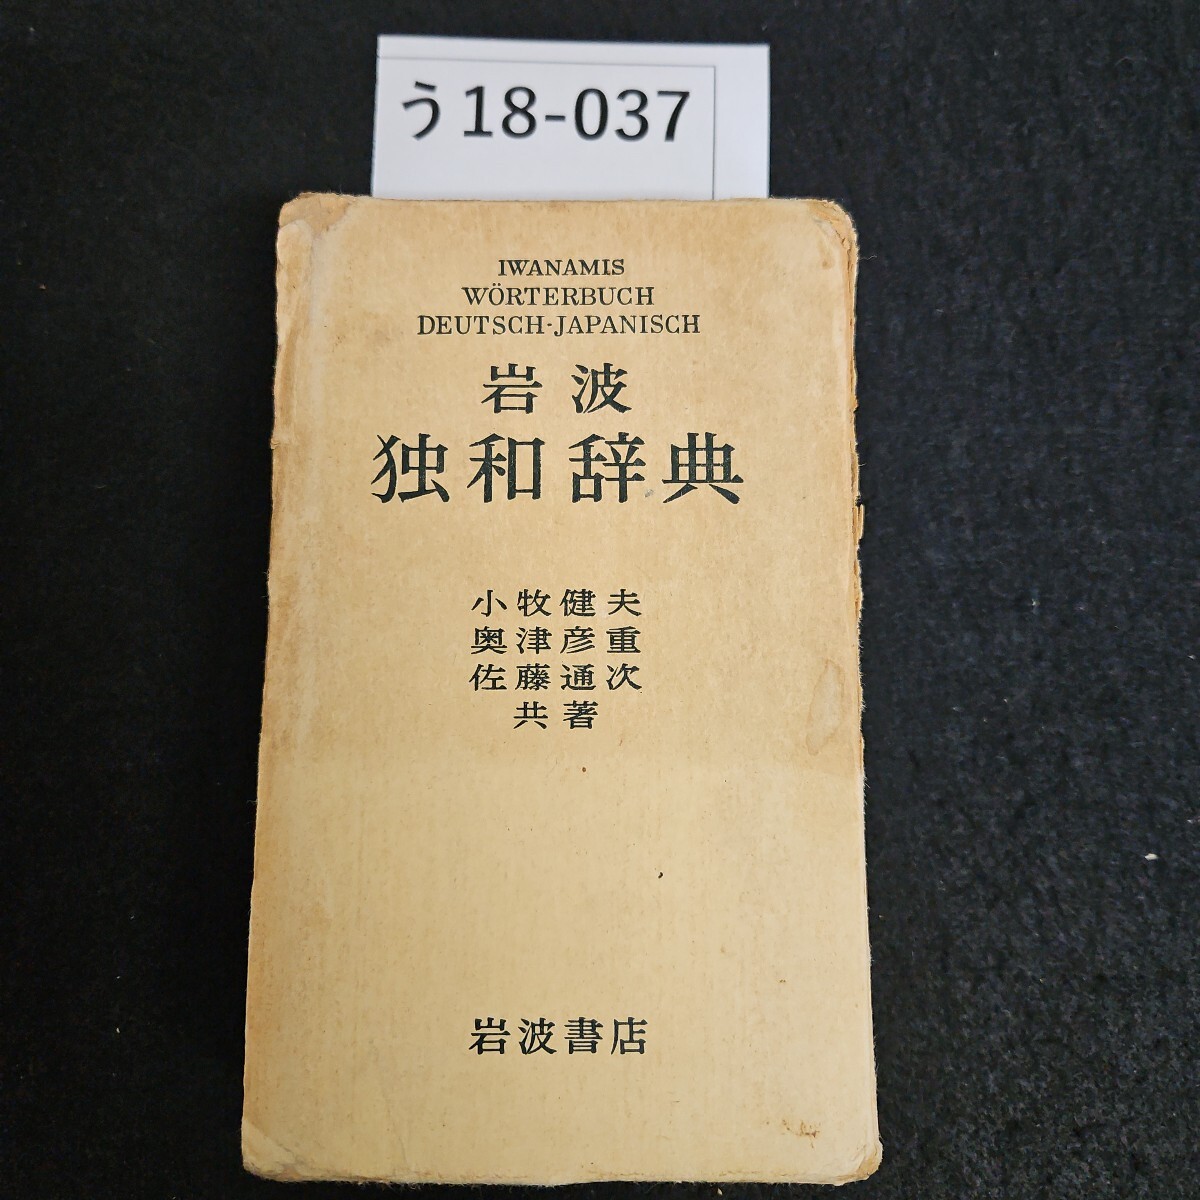 う18-037
IWANAMIS
WÖRTERBUCH
DEUTSCH-JAPANISCH
岩波
独和辞典
小牧健夫
奥津彦重
佐藤通次
共著
岩波書店